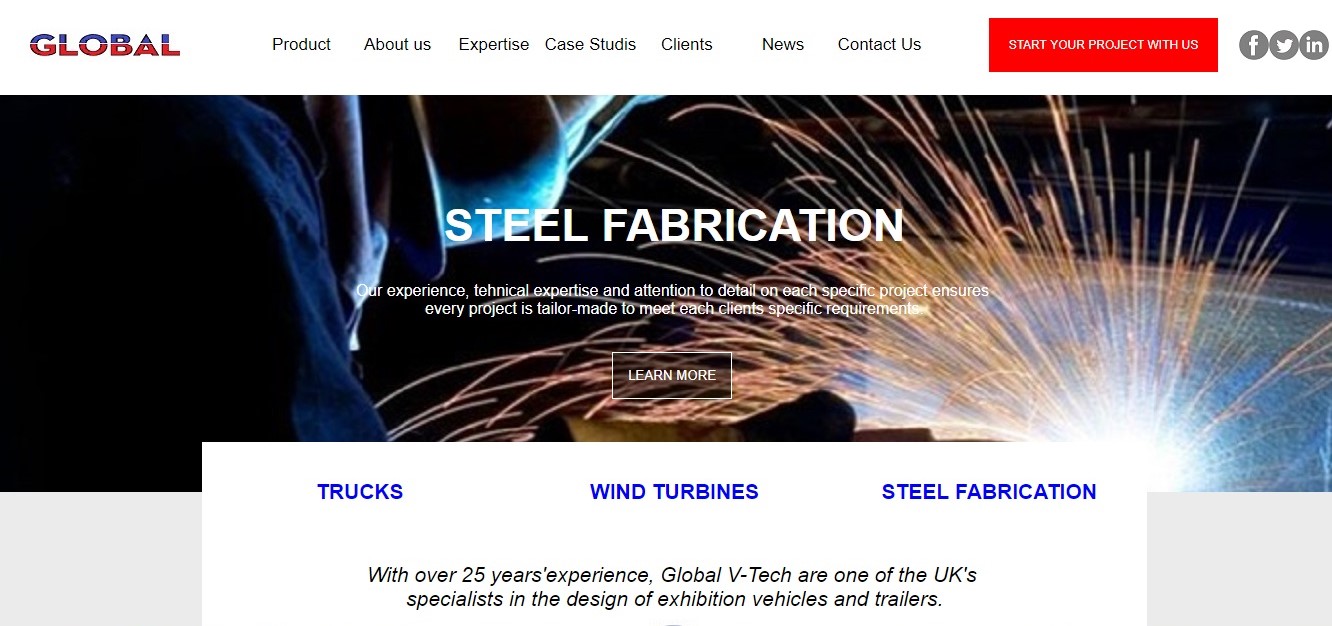 GLOBAL
Product About us Expertise Case Studis Clients News Contact Us
START YOUR PROJECT WITH US
f in
STEEL FABRICATION
Our experience, tehnical expertise and attention to detail on each specific project ensures
every project is tailor-made to meet each clients specific requirements.
LEARN MORE
TRUCKS WIND TURBINES STEEL FABRICATION
With over 25 years'experience, Global V-Tech are one of the UK's
specialists in the design of exhibition vehicles and trailers.